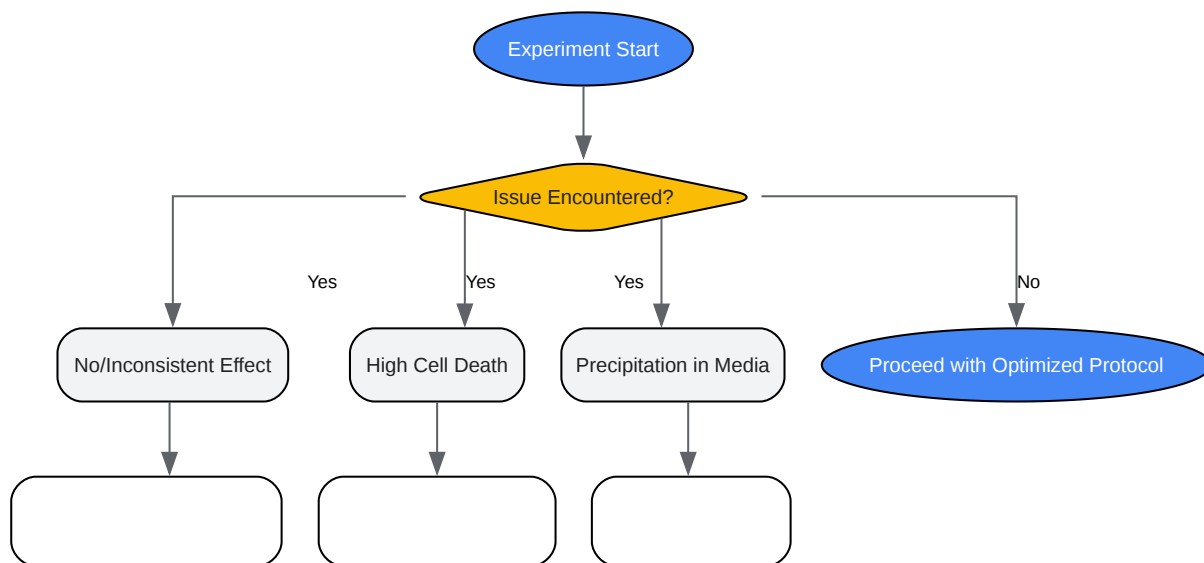 Experiment Start
Issue Encountered?
Yes
Yes
Yes
No
No/Inconsistent Effect
High Cell Death
Precipitation in Media
Proceed with Optimized Protocol